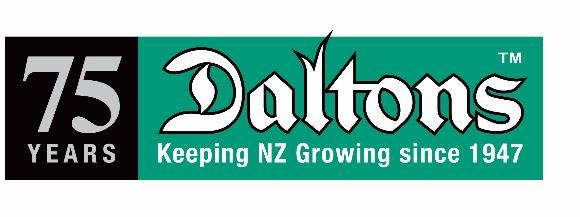 75
YEARS
Daltons™
Keeping NZ Growing since 1947